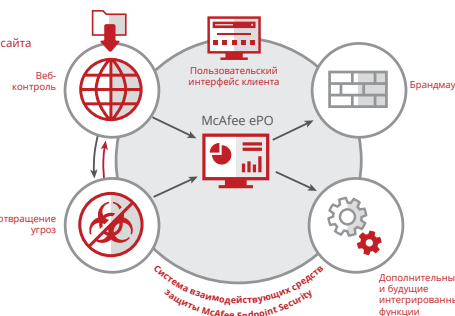 сайта
Веб-
контроль
Пользовательский
интерфейс клиента
Брандмау
McAfee ePO
отвращение
угроз
Система взаимодействующих средств
защиты McAfee Endpoint Security
Дополнительны
и будущие
интегрированны
функции